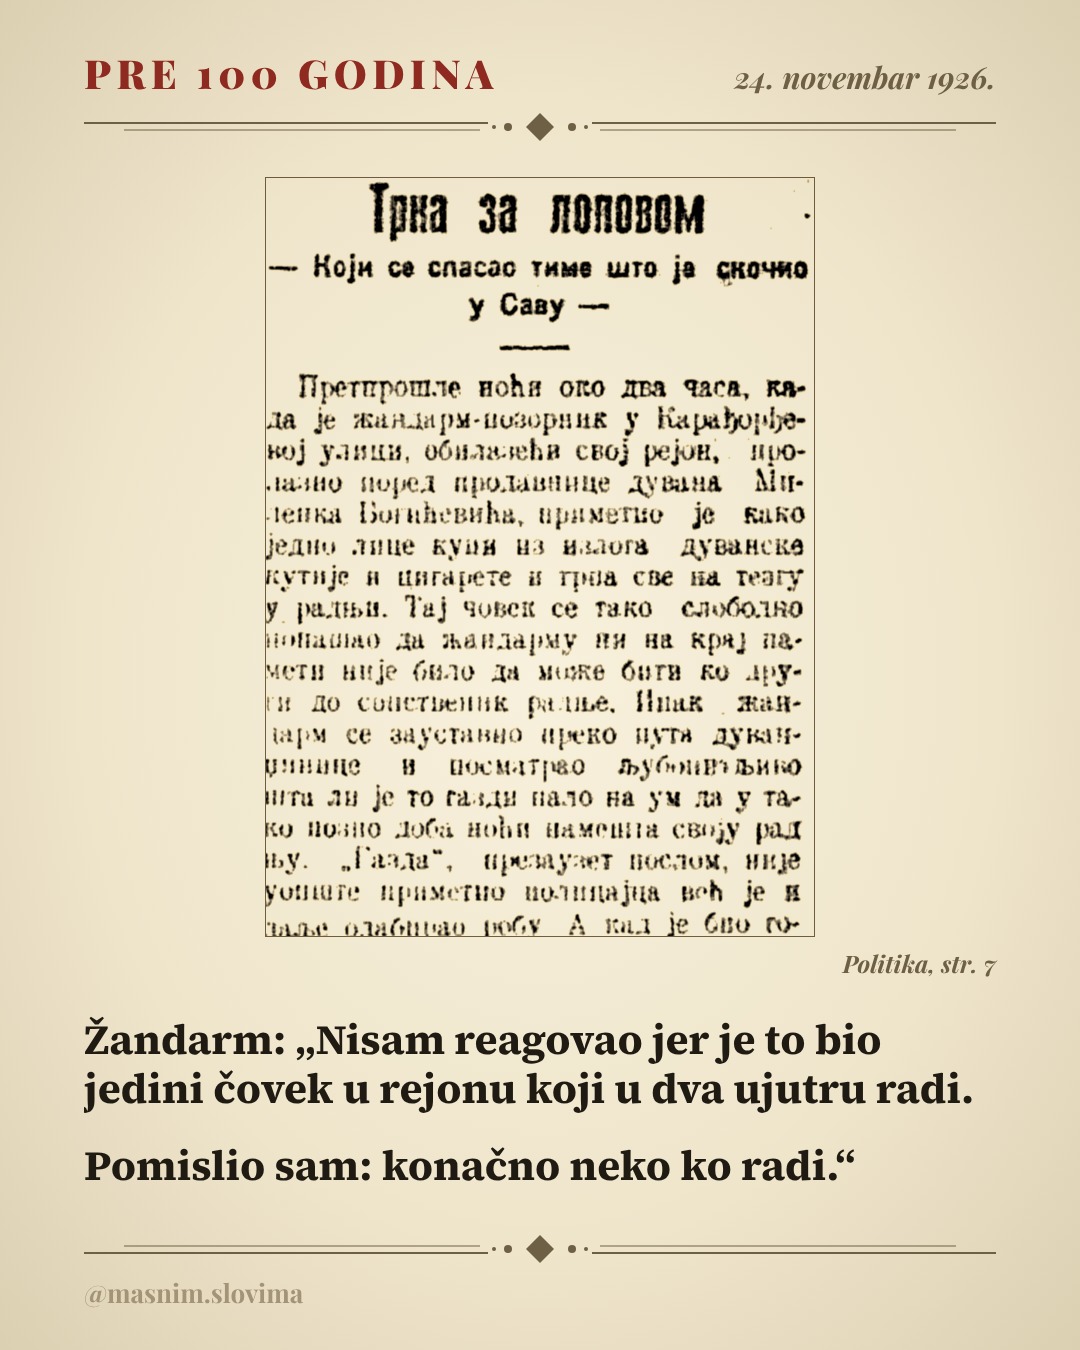 PRE 100 GODINA
24. novembar 1926.
Трка за лоповом
— Који се спасао тиме што је скочио
у Саву —
Претпрошле ноћи око два часа, ка-
да је жандарм-позорник у Карађорђе-
вој улици, обилазећи свој рејон, про-
лазио поред продавнице дувана Ми-
ленка Богићевића, приметио је како
једно лице купи из излога дуванске
кутије и цигарете и трпа све на тезгу
у радњи. Тај човек се тако слободно
понашао да жандарму ни на крај па-
мети није било да може бити ко дру-
ги до сопственик радње. Ипак жан-
дарм се зауставио преко пута дуван-
џинице и посматрао љубопитљиво
шта ли је то газди пало на ум да у та-
ко позно доба ноћи намешта своју рад
њу. „Газда“, презаузет послом, није
уопште приметио полицајца већ је и
даље одабирао робу А кад је био го-
Politika, str. 7
Žandarm: „Nisam reagovao jer je to bio
jedini čovek u rejonu koji u dva ujutru radi.
Pomislio sam: konačno neko ko radi.“
@masnim.slovima